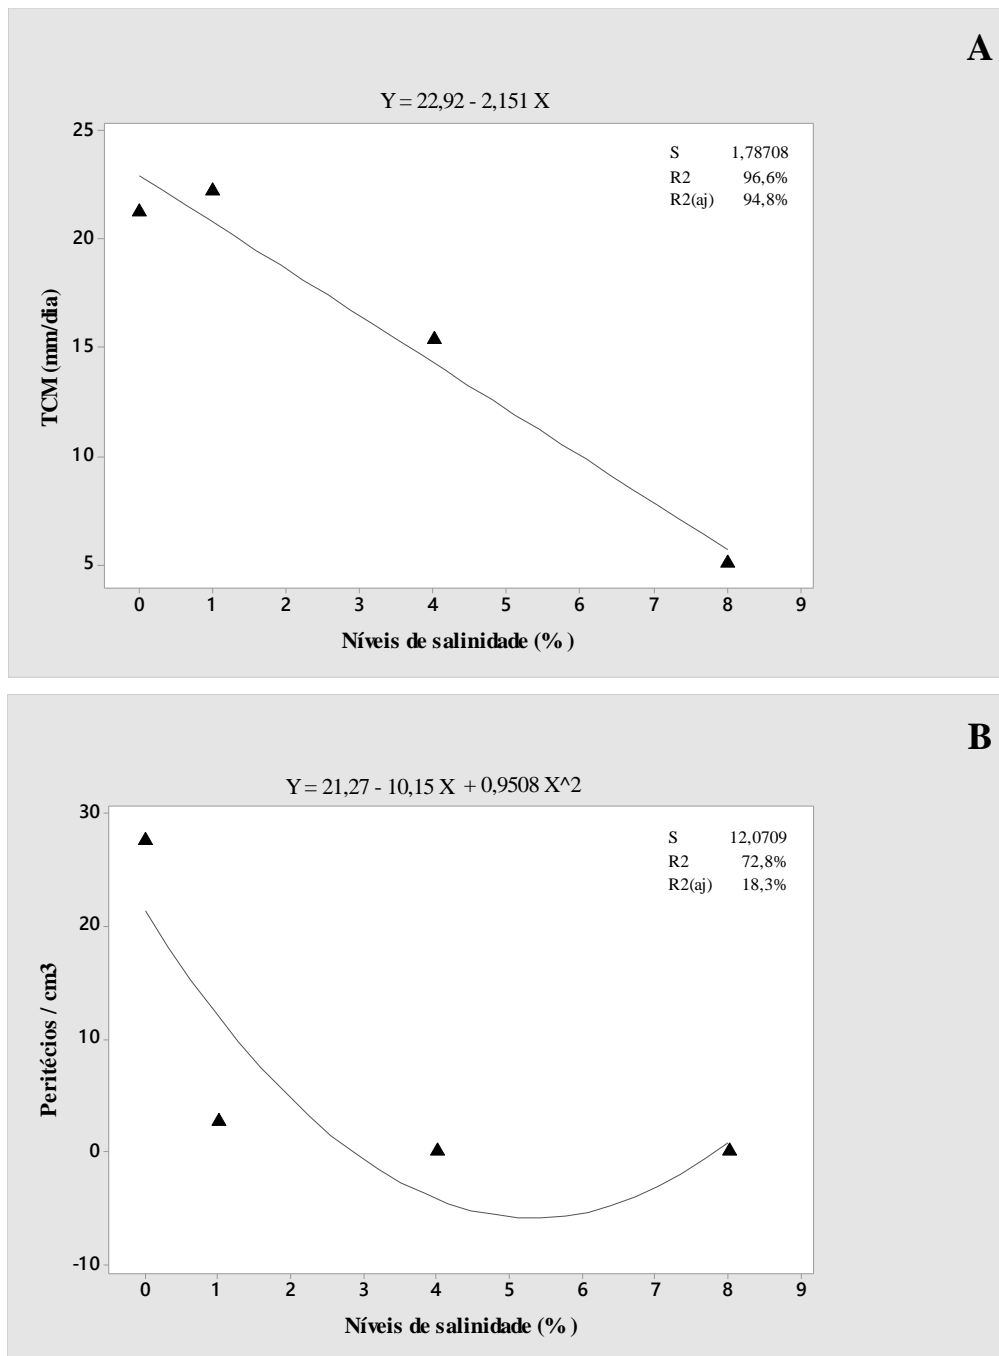 A
Y = 22,92 - 2,151 X
S 1,78708
R2 96,6%
R2(aj) 94,8%
25
20
15
10
5
TCM (mm/dia)
0 1 2 3 4 5 6 7 8 9
Níveis de salinidade (%)
B
Y = 21,27 - 10,15 X + 0,9508 X^2
S 12,0709
R2 72,8%
R2(aj) 18,3%
30
20
10
0
-10
Peritécios / cm3
0 1 2 3 4 5 6 7 8 9
Níveis de salinidade (%)